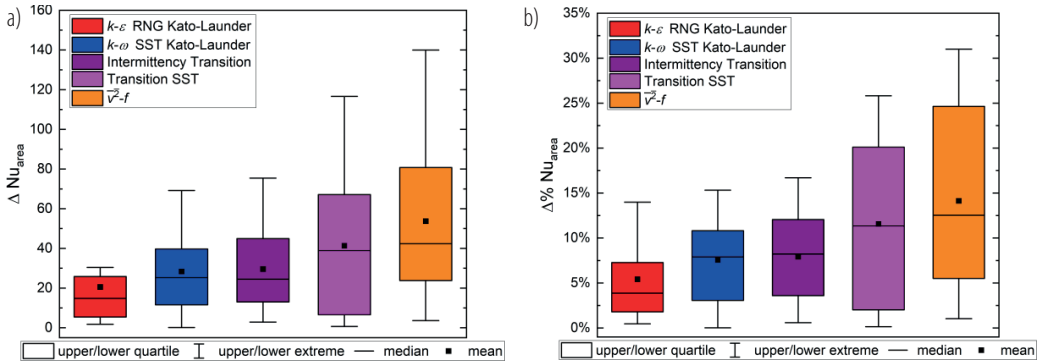 a)
160
140
120
100
80
60
40
20
0
Δ Nu_area
k-ε RNG Kato-Launder
k-ω SST Kato-Launder
Intermittency Transition
Transition SST
v²-f
upper/lower quartile upper/lower extreme median mean
b)
35%
30%
25%
20%
15%
10%
5%
0%
Δ% Nu_area
k-ε RNG Kato-Launder
k-ω SST Kato-Launder
Intermittency Transition
Transition SST
v²-f
upper/lower quartile upper/lower extreme median mean